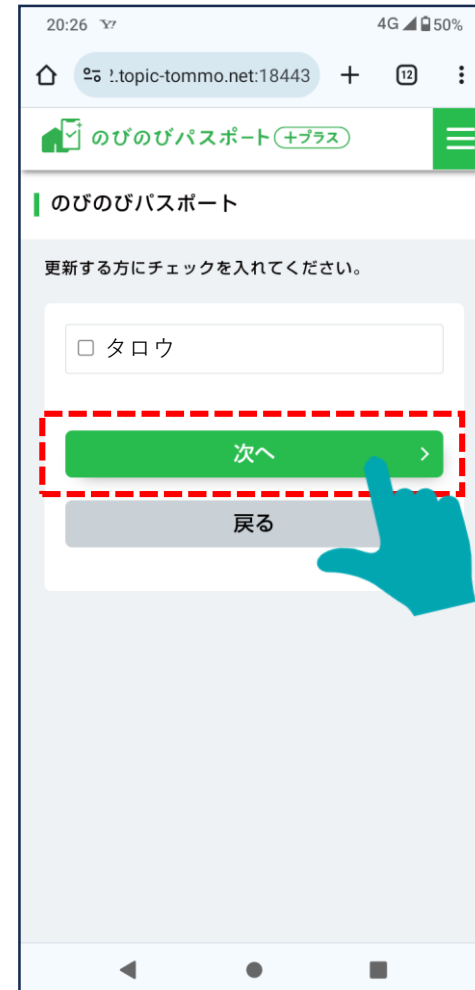 20:26 4G 50%
!.topic-tommo.net:18443 12
のびのびパスポート +プラス
のびのびパスポート
更新する方にチェックを入れてください。
タロウ
次へ
戻る